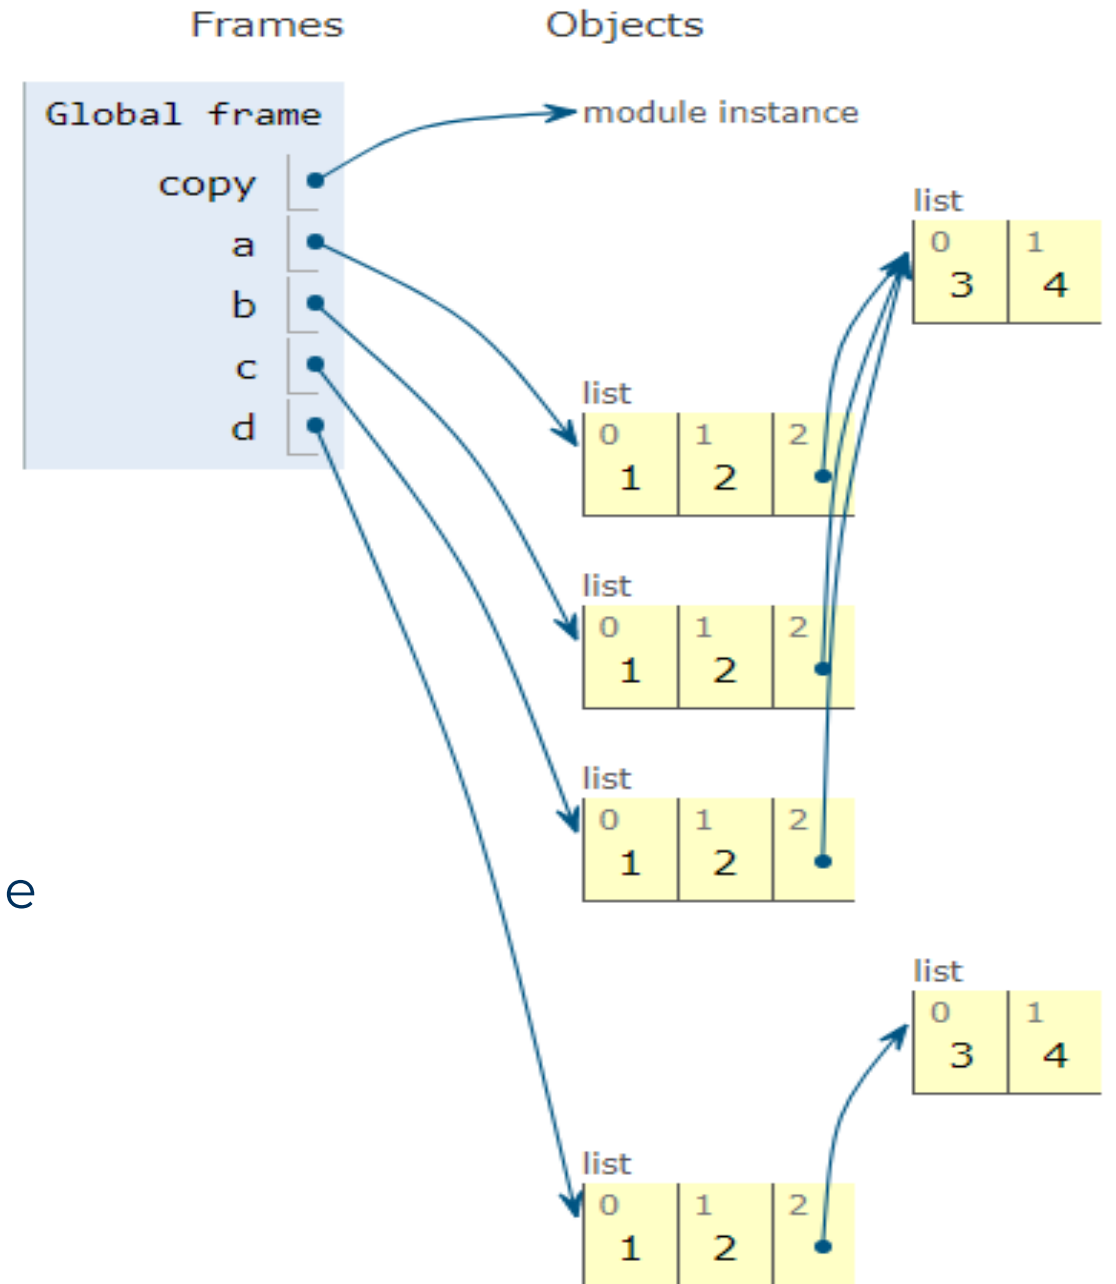 Frames Objects
Global frame
module instance
copy
list
0 1
a
3 4
b
c
list
d
0 1 2
1 2
list
0 1 2
1 2
list
0 1 2
1 2
e
list
0 1
3 4
list
0 1 2
1 2